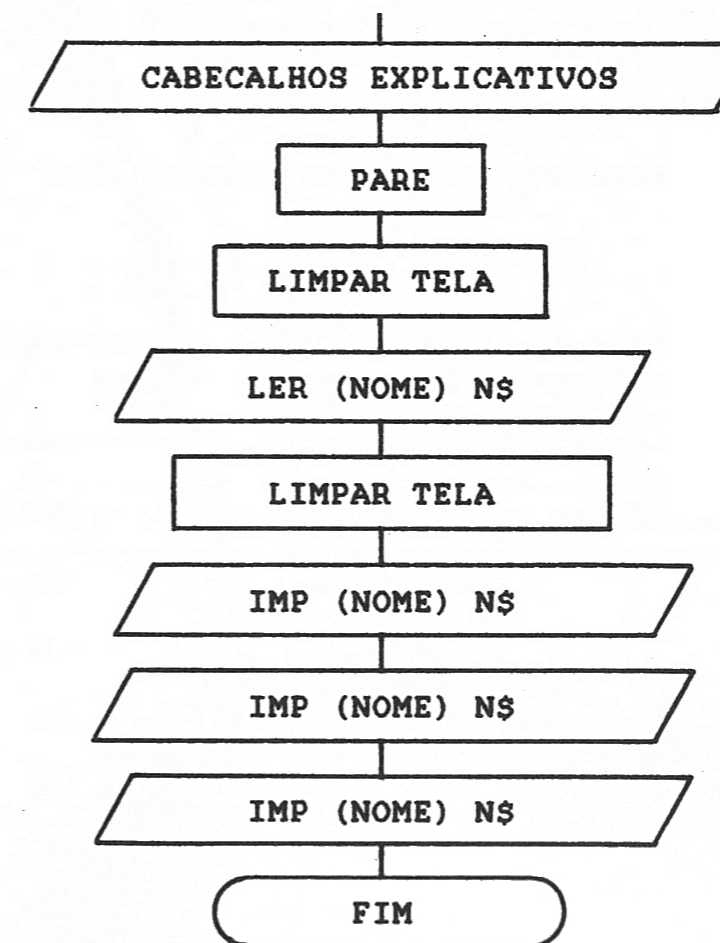 CABECALHOS EXPLICATIVOS
PARE
LIMPAR TELA
LER (NOME) N$
LIMPAR TELA
IMP (NOME) N$
IMP (NOME) N$
IMP (NOME) N$
FIM